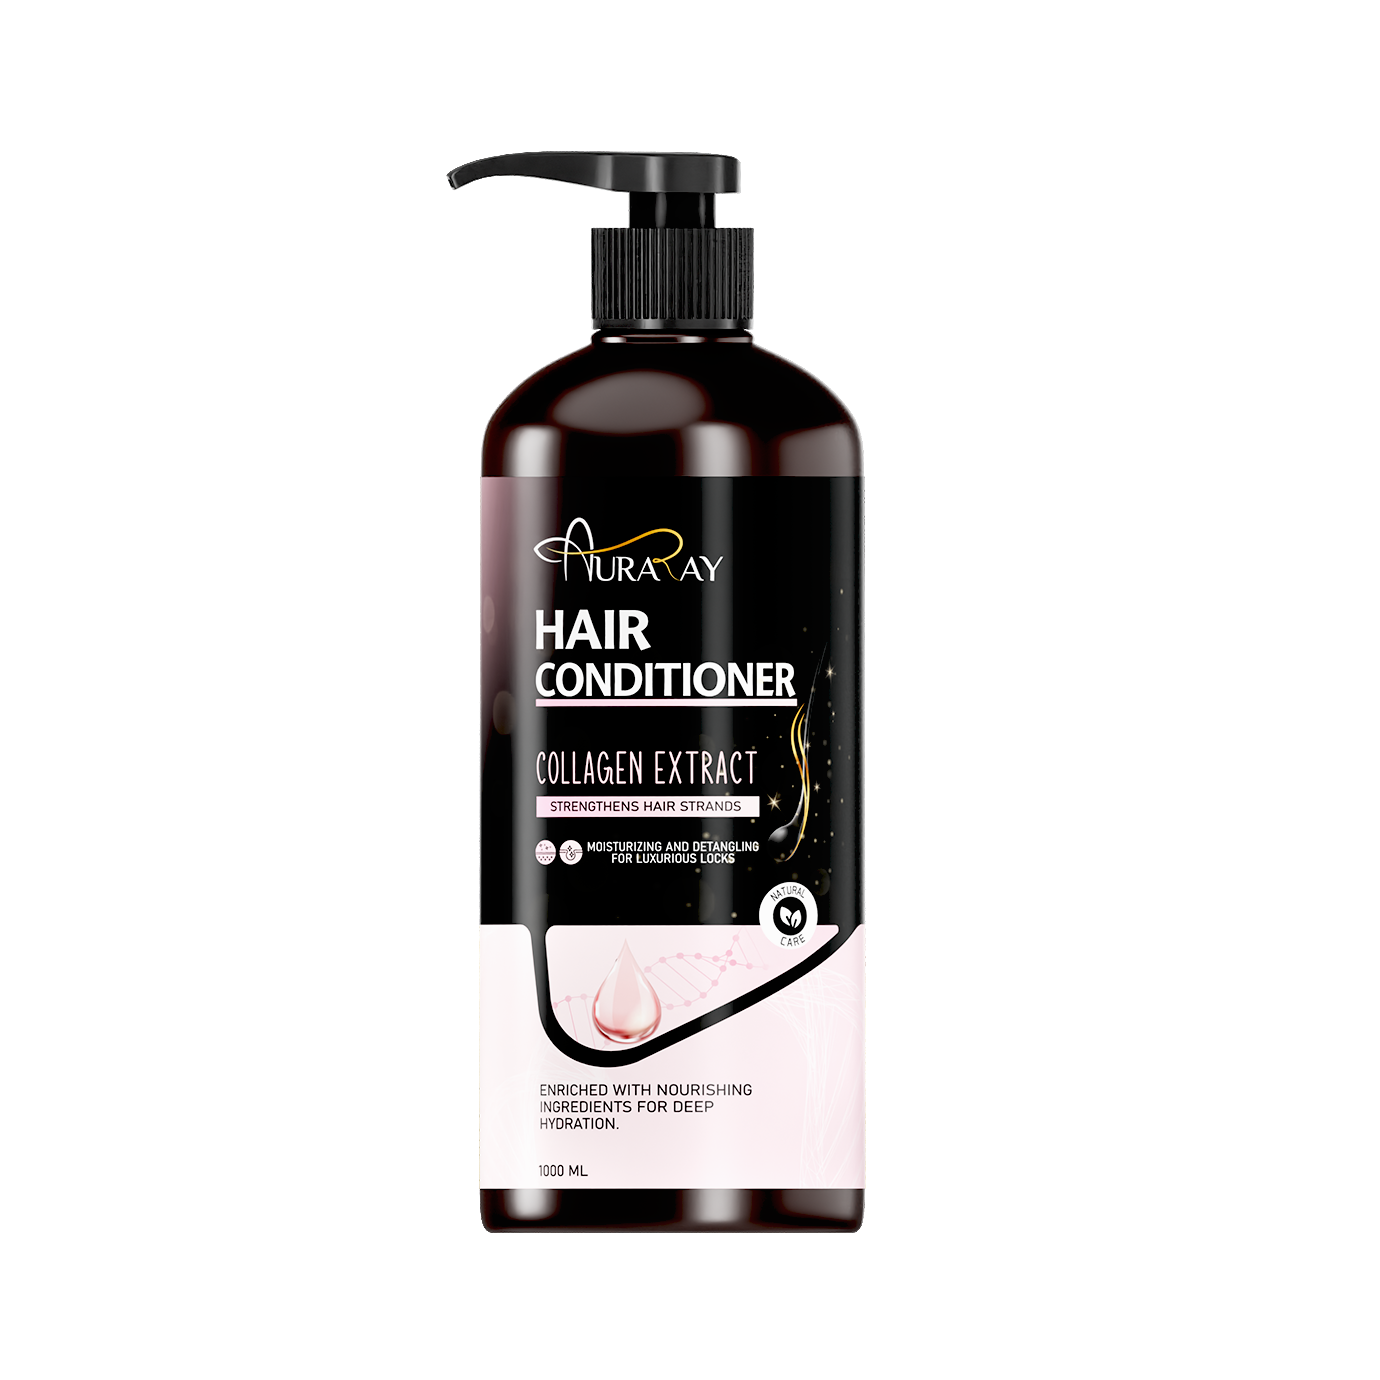 AURARAY
HAIR
CONDITIONER
COLLAGEN EXTRACT
STRENGTHENS HAIR STRANDS
MOISTURIZING AND DETANGLING
FOR LUXURIOUS LOCKS
NATURAL
CARE
ENRICHED WITH NOURISHING
INGREDIENTS FOR DEEP
HYDRATION.
1000 ML